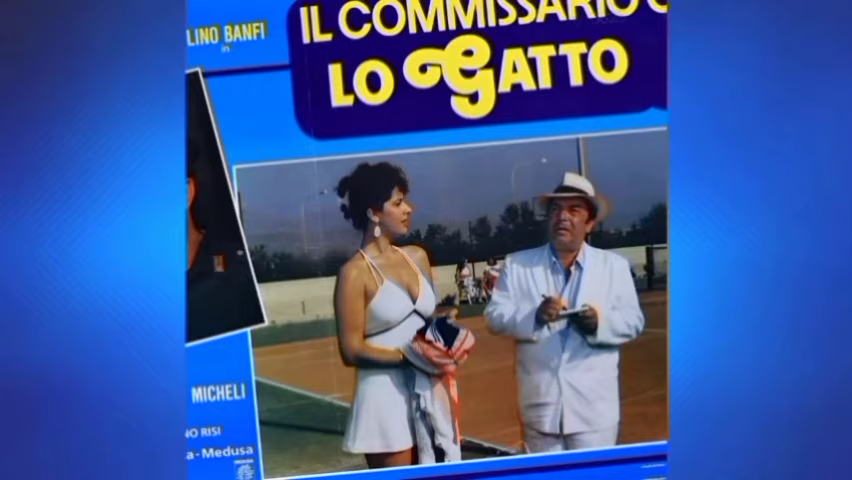 LINO BANFI
in
IL COMMISSARIO
LO GATTO
MICHELI
NO RISI
a-Medusa